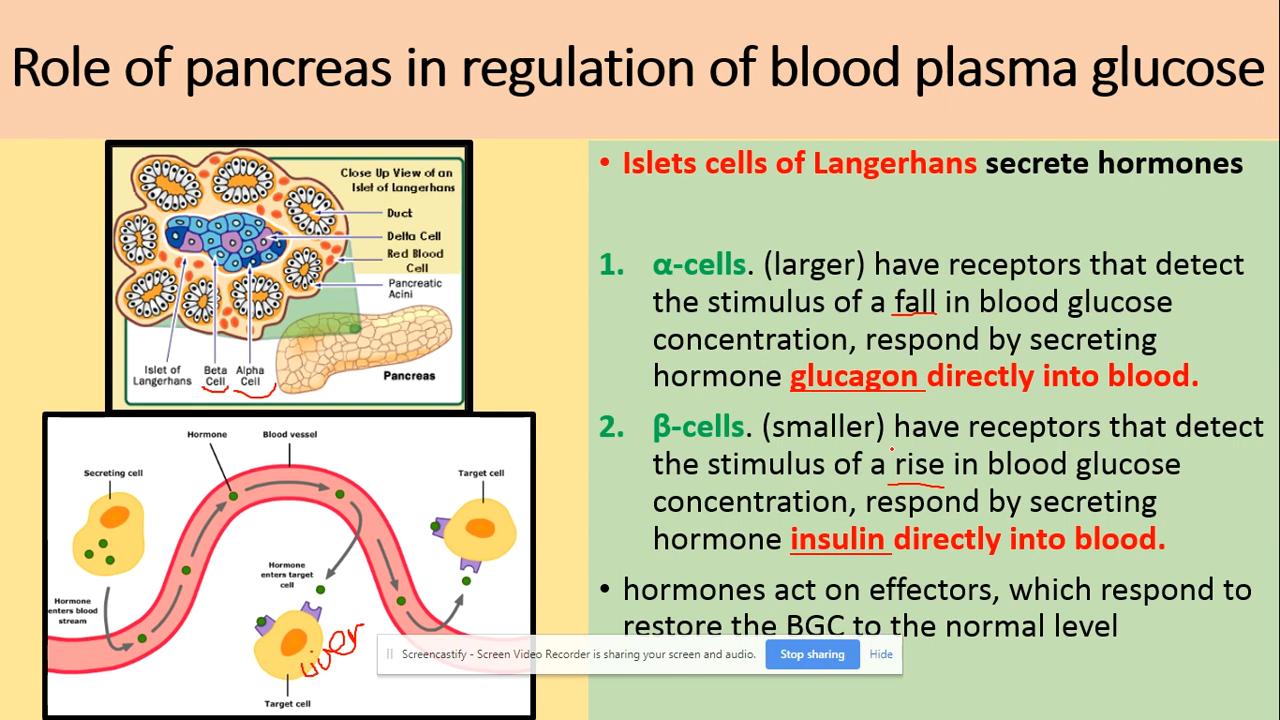 Role of pancreas in regulation of blood plasma glucose
Close Up View of an
Islet of Langerhans
Duct
Delta Cell
Red Blood
Cell
Pancreatic
Acini
Islet of
Langerhans
Beta
Cell
Alpha
Cell
Pancreas
Hormone
Blood vessel
Secreting cell
Target cell
Hormone
enters target
cell
Hormone
enters blood
stream
liver
Target cell
• Islets cells of Langerhans secrete hormones
1. α-cells. (larger) have receptors that detect
the stimulus of a fall in blood glucose
concentration, respond by secreting
hormone glucagon directly into blood.
2. β-cells. (smaller) have receptors that detect
the stimulus of a rise in blood glucose
concentration, respond by secreting
hormone insulin directly into blood.
• hormones act on effectors, which respond to
restore the BGC to the normal level
Screencastify - Screen Video Recorder is sharing your screen and audio.
Stop sharing
Hide